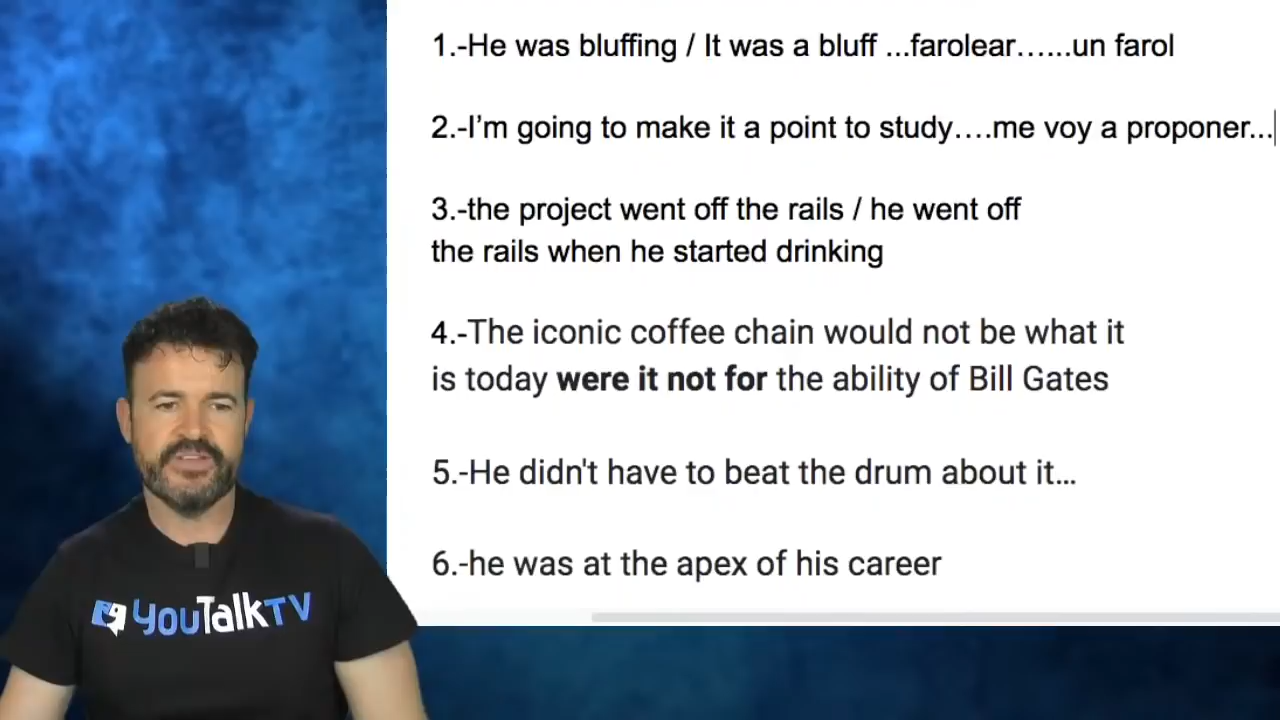 1.-He was bluffing / It was a bluff ...farolear…...un farol
2.-I’m going to make it a point to study….me voy a proponer...
3.-the project went off the rails / he went off
the rails when he started drinking
4.-The iconic coffee chain would not be what it
is today were it not for the ability of Bill Gates
5.-He didn't have to beat the drum about it...
6.-he was at the apex of his career
youTalkTV